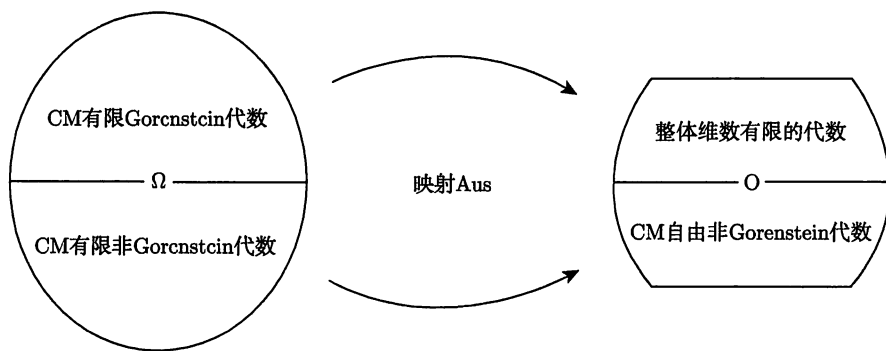 CM有限Gorcnstcin代数
Ω
CM有限非Gorcnstcin代数
映射Aus
整体维数有限的代数
O
CM自由非Gorenstein代数